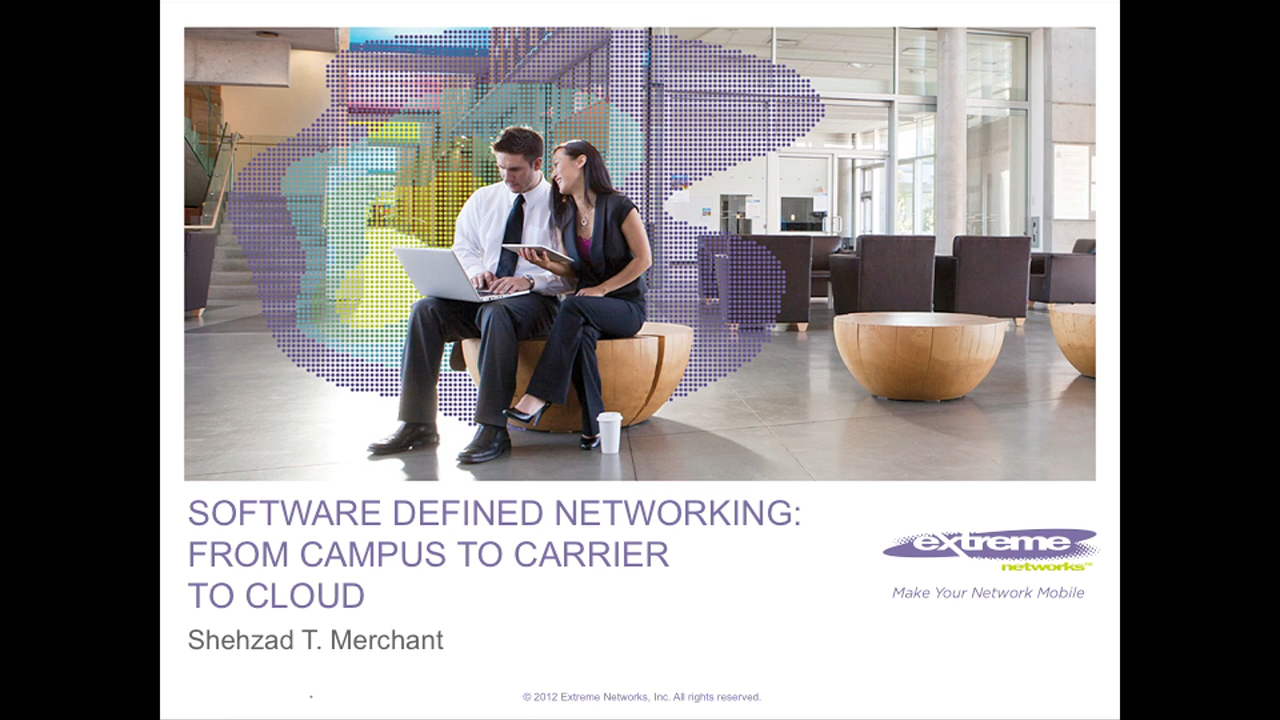 SOFTWARE DEFINED NETWORKING:
FROM CAMPUS TO CARRIER
TO CLOUD
Shehzad T. Merchant
extreme
networks™
Make Your Network Mobile
© 2012 Extreme Networks, Inc. All rights reserved.